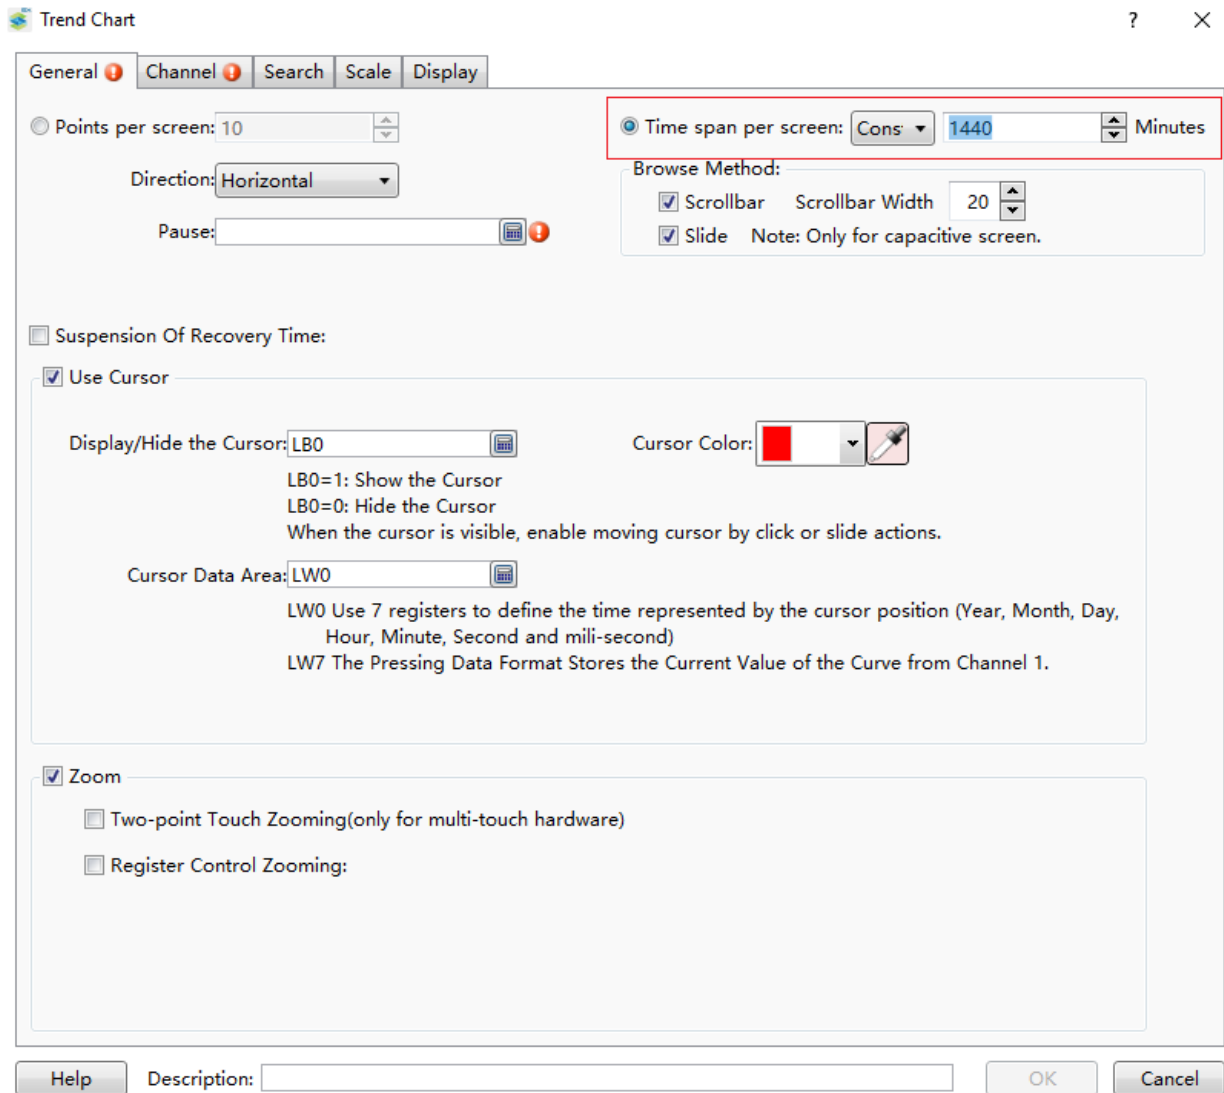 Trend Chart ?
General Channel Search Scale Display
Points per screen: 10
Time span per screen: Cons 1440 Minutes
Direction: Horizontal
Browse Method:
Scrollbar Scrollbar Width 20
Pause:
Slide Note: Only for capacitive screen.
Suspension Of Recovery Time:
Use Cursor
Display/Hide the Cursor: LB0 Cursor Color:
LB0=1: Show the Cursor
LB0=0: Hide the Cursor
When the cursor is visible, enable moving cursor by click or slide actions.
Cursor Data Area: LW0
LW0 Use 7 registers to define the time represented by the cursor position (Year, Month, Day,
Hour, Minute, Second and mili-second)
LW7 The Pressing Data Format Stores the Current Value of the Curve from Channel 1.
Zoom
Two-point Touch Zooming(only for multi-touch hardware)
Register Control Zooming:
Help Description: OK Cancel